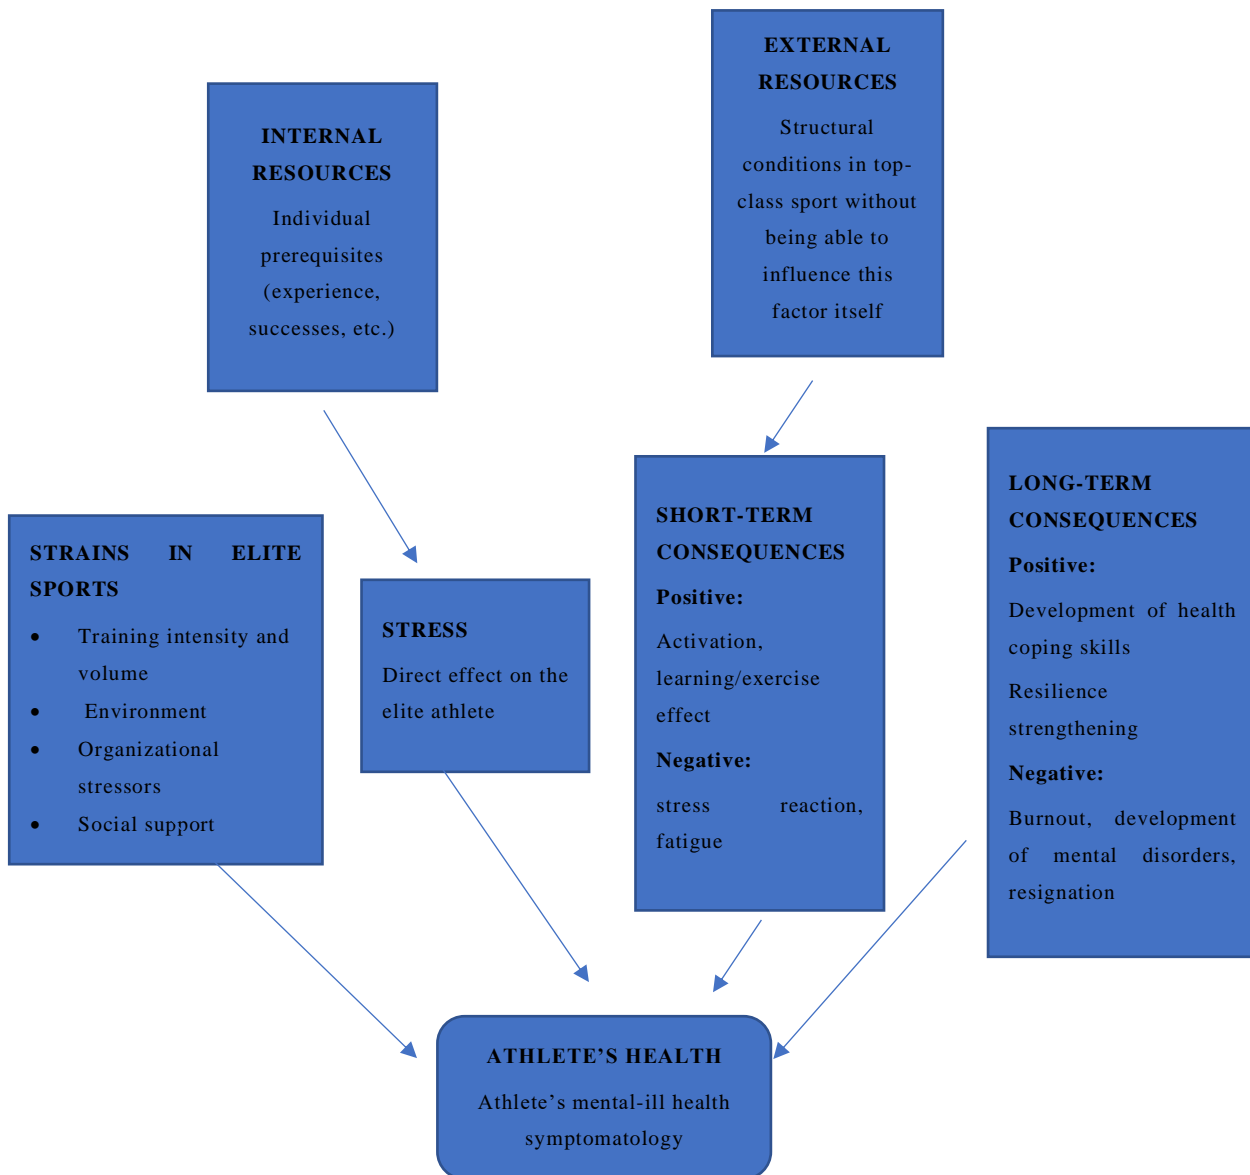 EXTERNAL
RESOURCES
Structural
conditions in top-
class sport without
being able to
influence this
factor itself
INTERNAL
RESOURCES
Individual
prerequisites
(experience,
successes, etc.)
STRAINS IN ELITE
SPORTS
• Training intensity and
volume
• Environment
• Organizational
stressors
• Social support
STRESS
Direct effect on the
elite athlete
SHORT-TERM
CONSEQUENCES
Positive:
Activation,
learning/exercise
effect
Negative:
stress reaction,
fatigue
LONG-TERM
CONSEQUENCES
Positive:
Development of health
coping skills
Resilience
strengthening
Negative:
Burnout, development
of mental disorders,
resignation
ATHLETE’S HEALTH
Athlete’s mental-ill health
symptomatology